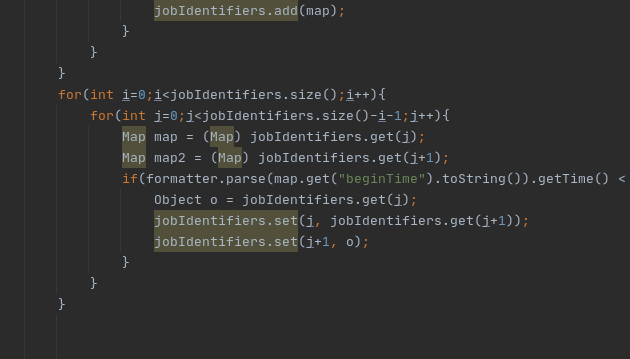 jobIdentifiers.add(map);
}
}
}
for(int i=0;i<jobIdentifiers.size();i++){
for(int j=0;j<jobIdentifiers.size()-i-1;j++){
Map map = (Map) jobIdentifiers.get(j);
Map map2 = (Map) jobIdentifiers.get(j+1);
if(formatter.parse(map.get("beginTime").toString()).getTime() <
Object o = jobIdentifiers.get(j);
jobIdentifiers.set(j, jobIdentifiers.get(j+1));
jobIdentifiers.set(j+1, o);
}
}
}